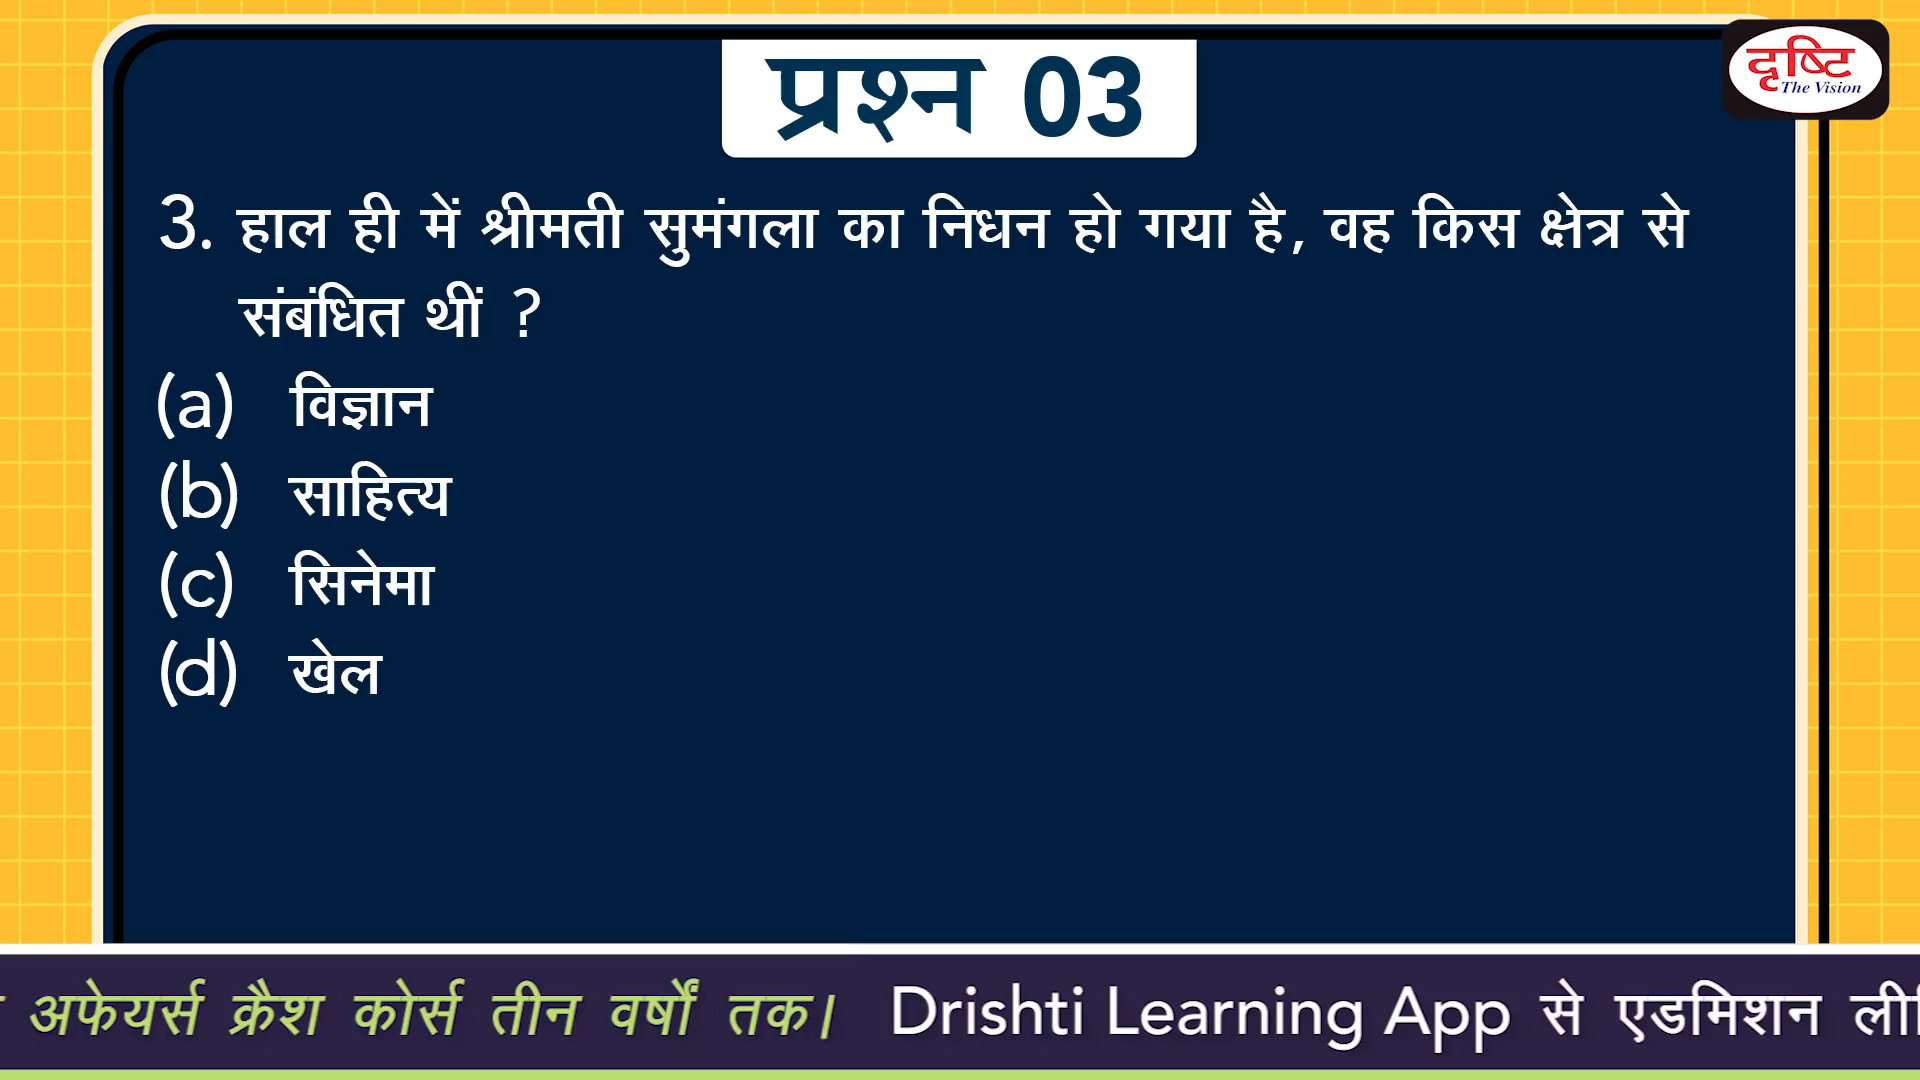 प्रश्न 03
दृष्टि
The Vision
3. हाल ही में श्रीमती सुमंगला का निधन हो गया है, वह किस क्षेत्र से
संबंधित थीं ?
(a) विज्ञान
(b) साहित्य
(c) सिनेमा
(d) खेल
अफेयर्स क्रैश कोर्स तीन वर्षों तक। Drishti Learning App से एडमिशन